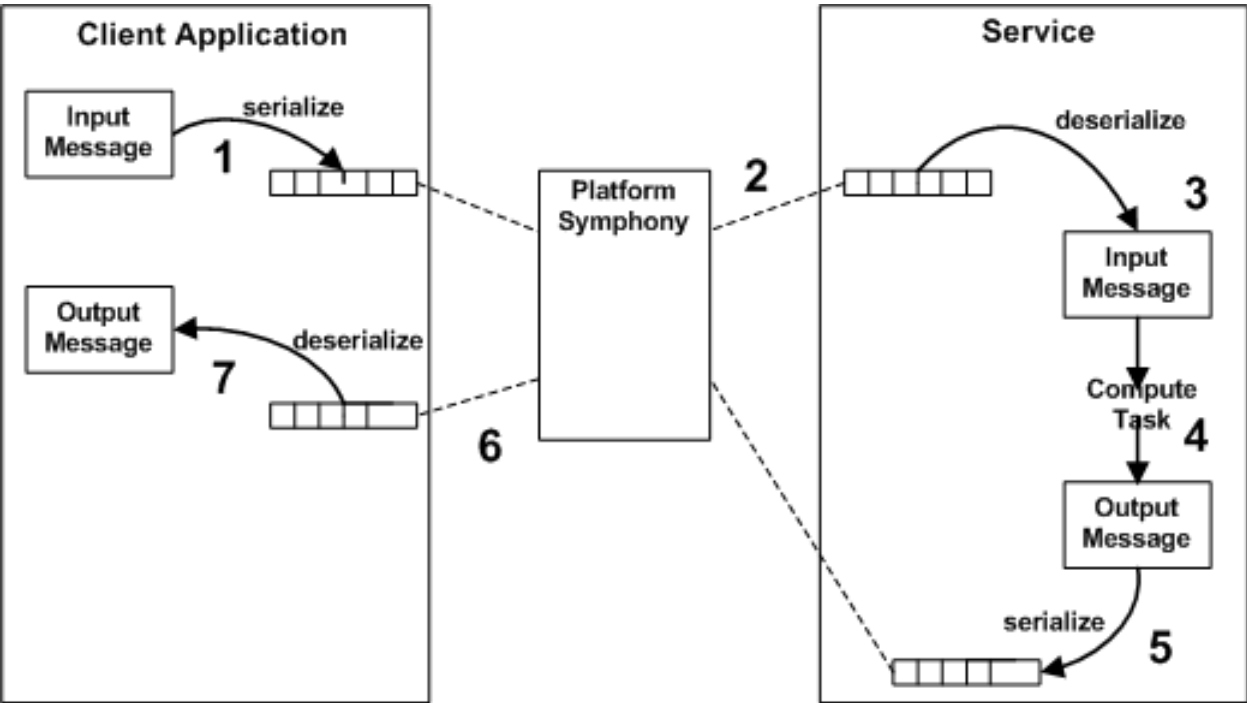 Client Application
Input
Message
serialize
1
Output
Message
deserialize
7
6
Platform
Symphony
2
Service
deserialize
3
Input
Message
Compute
Task
4
Output
Message
serialize
5